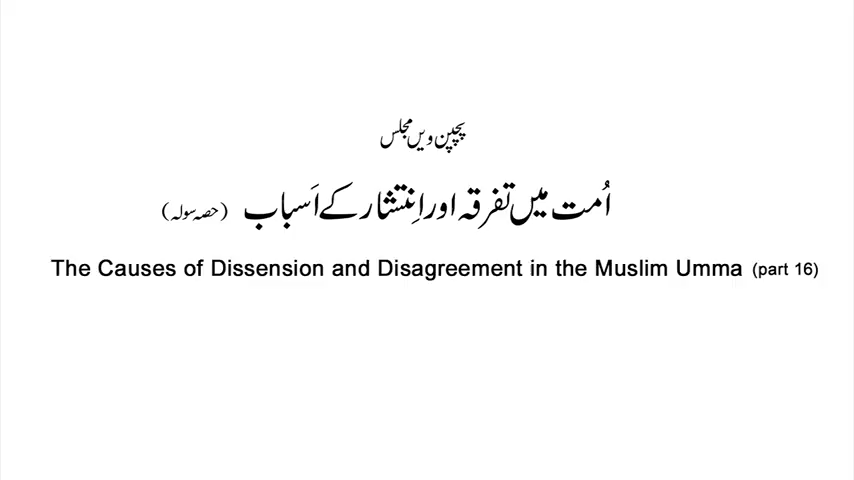 پچپن ویں مجلس
اُمت میں تفرقہ اور اِنتشار کے اَسباب (حصہ سولہ)
The Causes of Dissension and Disagreement in the Muslim Umma (part 16)